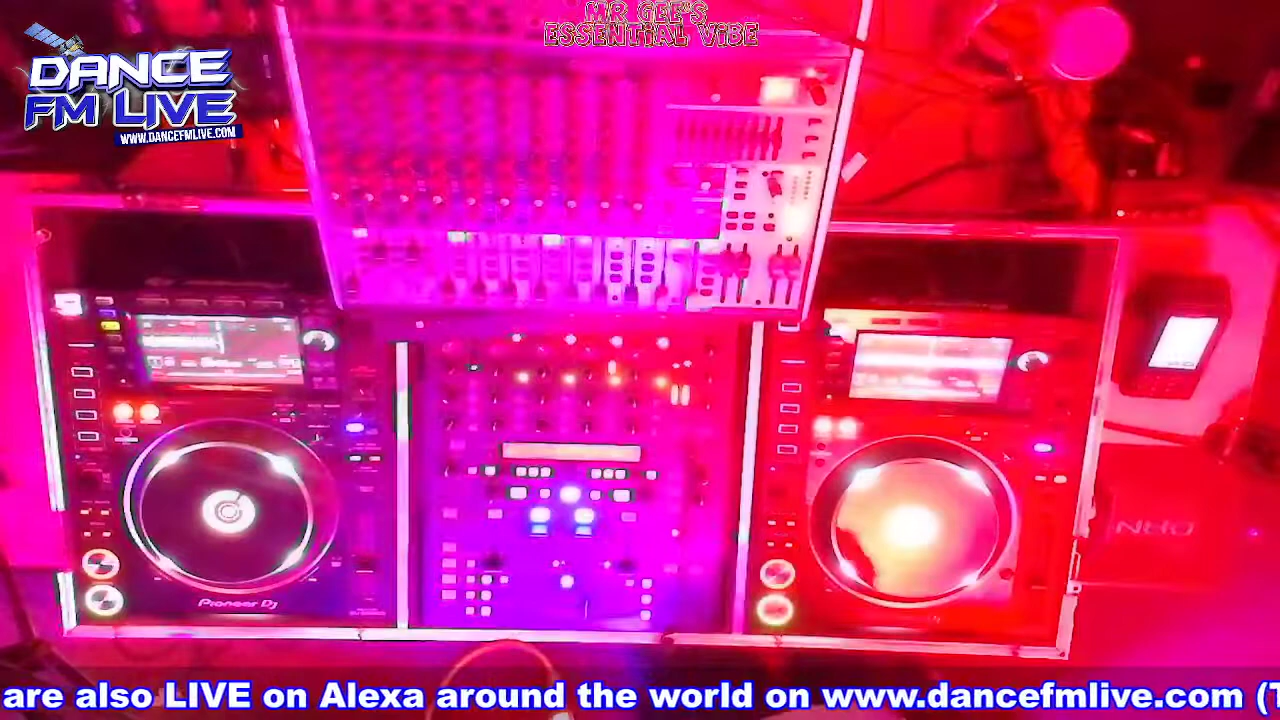 MR GEE'S
ESSENTiAL ViBE
DANCE
FM LIVE
WWW.DANCEFMLIVE.COM
Pioneer Dj
are also LIVE on Alexa around the world on www.dancefmlive.com (T